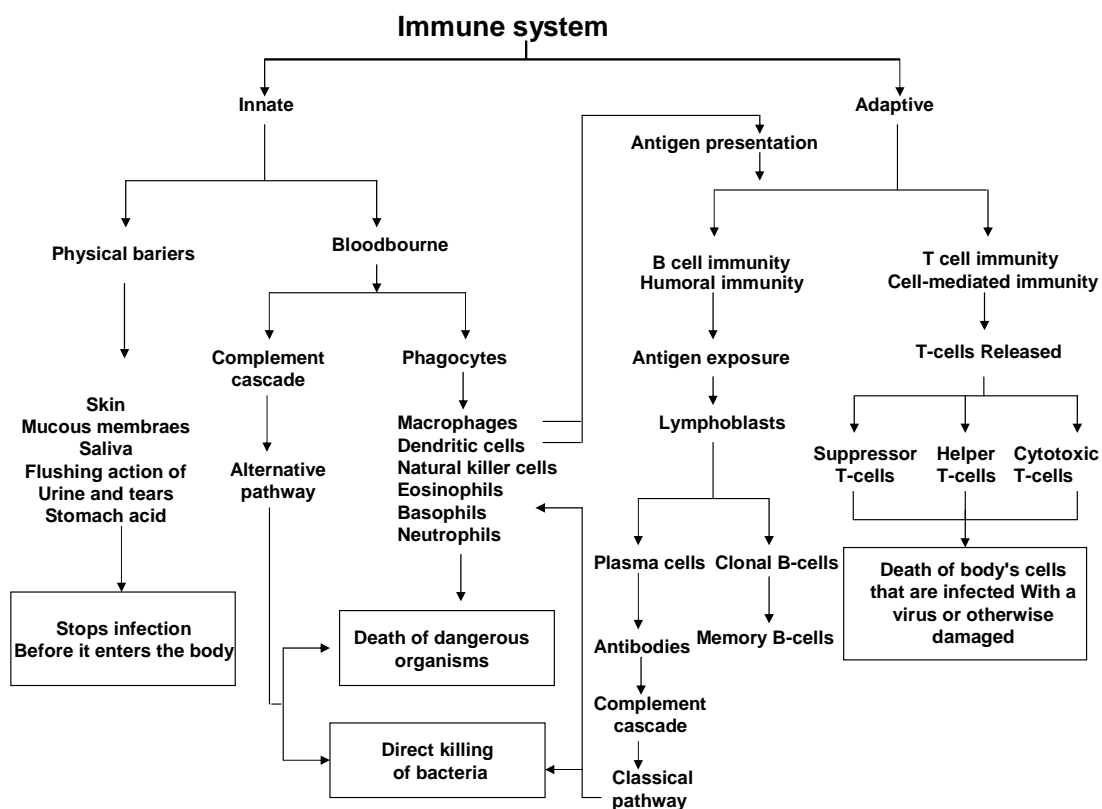 Immune system
Innate
Adaptive
Antigen presentation
Physical bariers
Bloodbourne
B cell immunity
Humoral immunity
T cell immunity
Cell-mediated immunity
Complement
cascade
Phagocytes
Antigen exposure
T-cells Released
Skin
Mucous membraes
Saliva
Flushing action of
Urine and tears
Stomach acid
Alternative
pathway
Macrophages
Dendritic cells
Natural killer cells
Eosinophils
Basophils
Neutrophils
Lymphoblasts
Suppressor
T-cells
Helper
T-cells
Cytotoxic
T-cells
Plasma cells
Clonal B-cells
Stops infection
Before it enters the body
Death of dangerous
organisms
Antibodies
Memory B-cells
Death of body's cells
that are infected With a
virus or otherwise
damaged
Complement
cascade
Direct killing
of bacteria
Classical
pathway